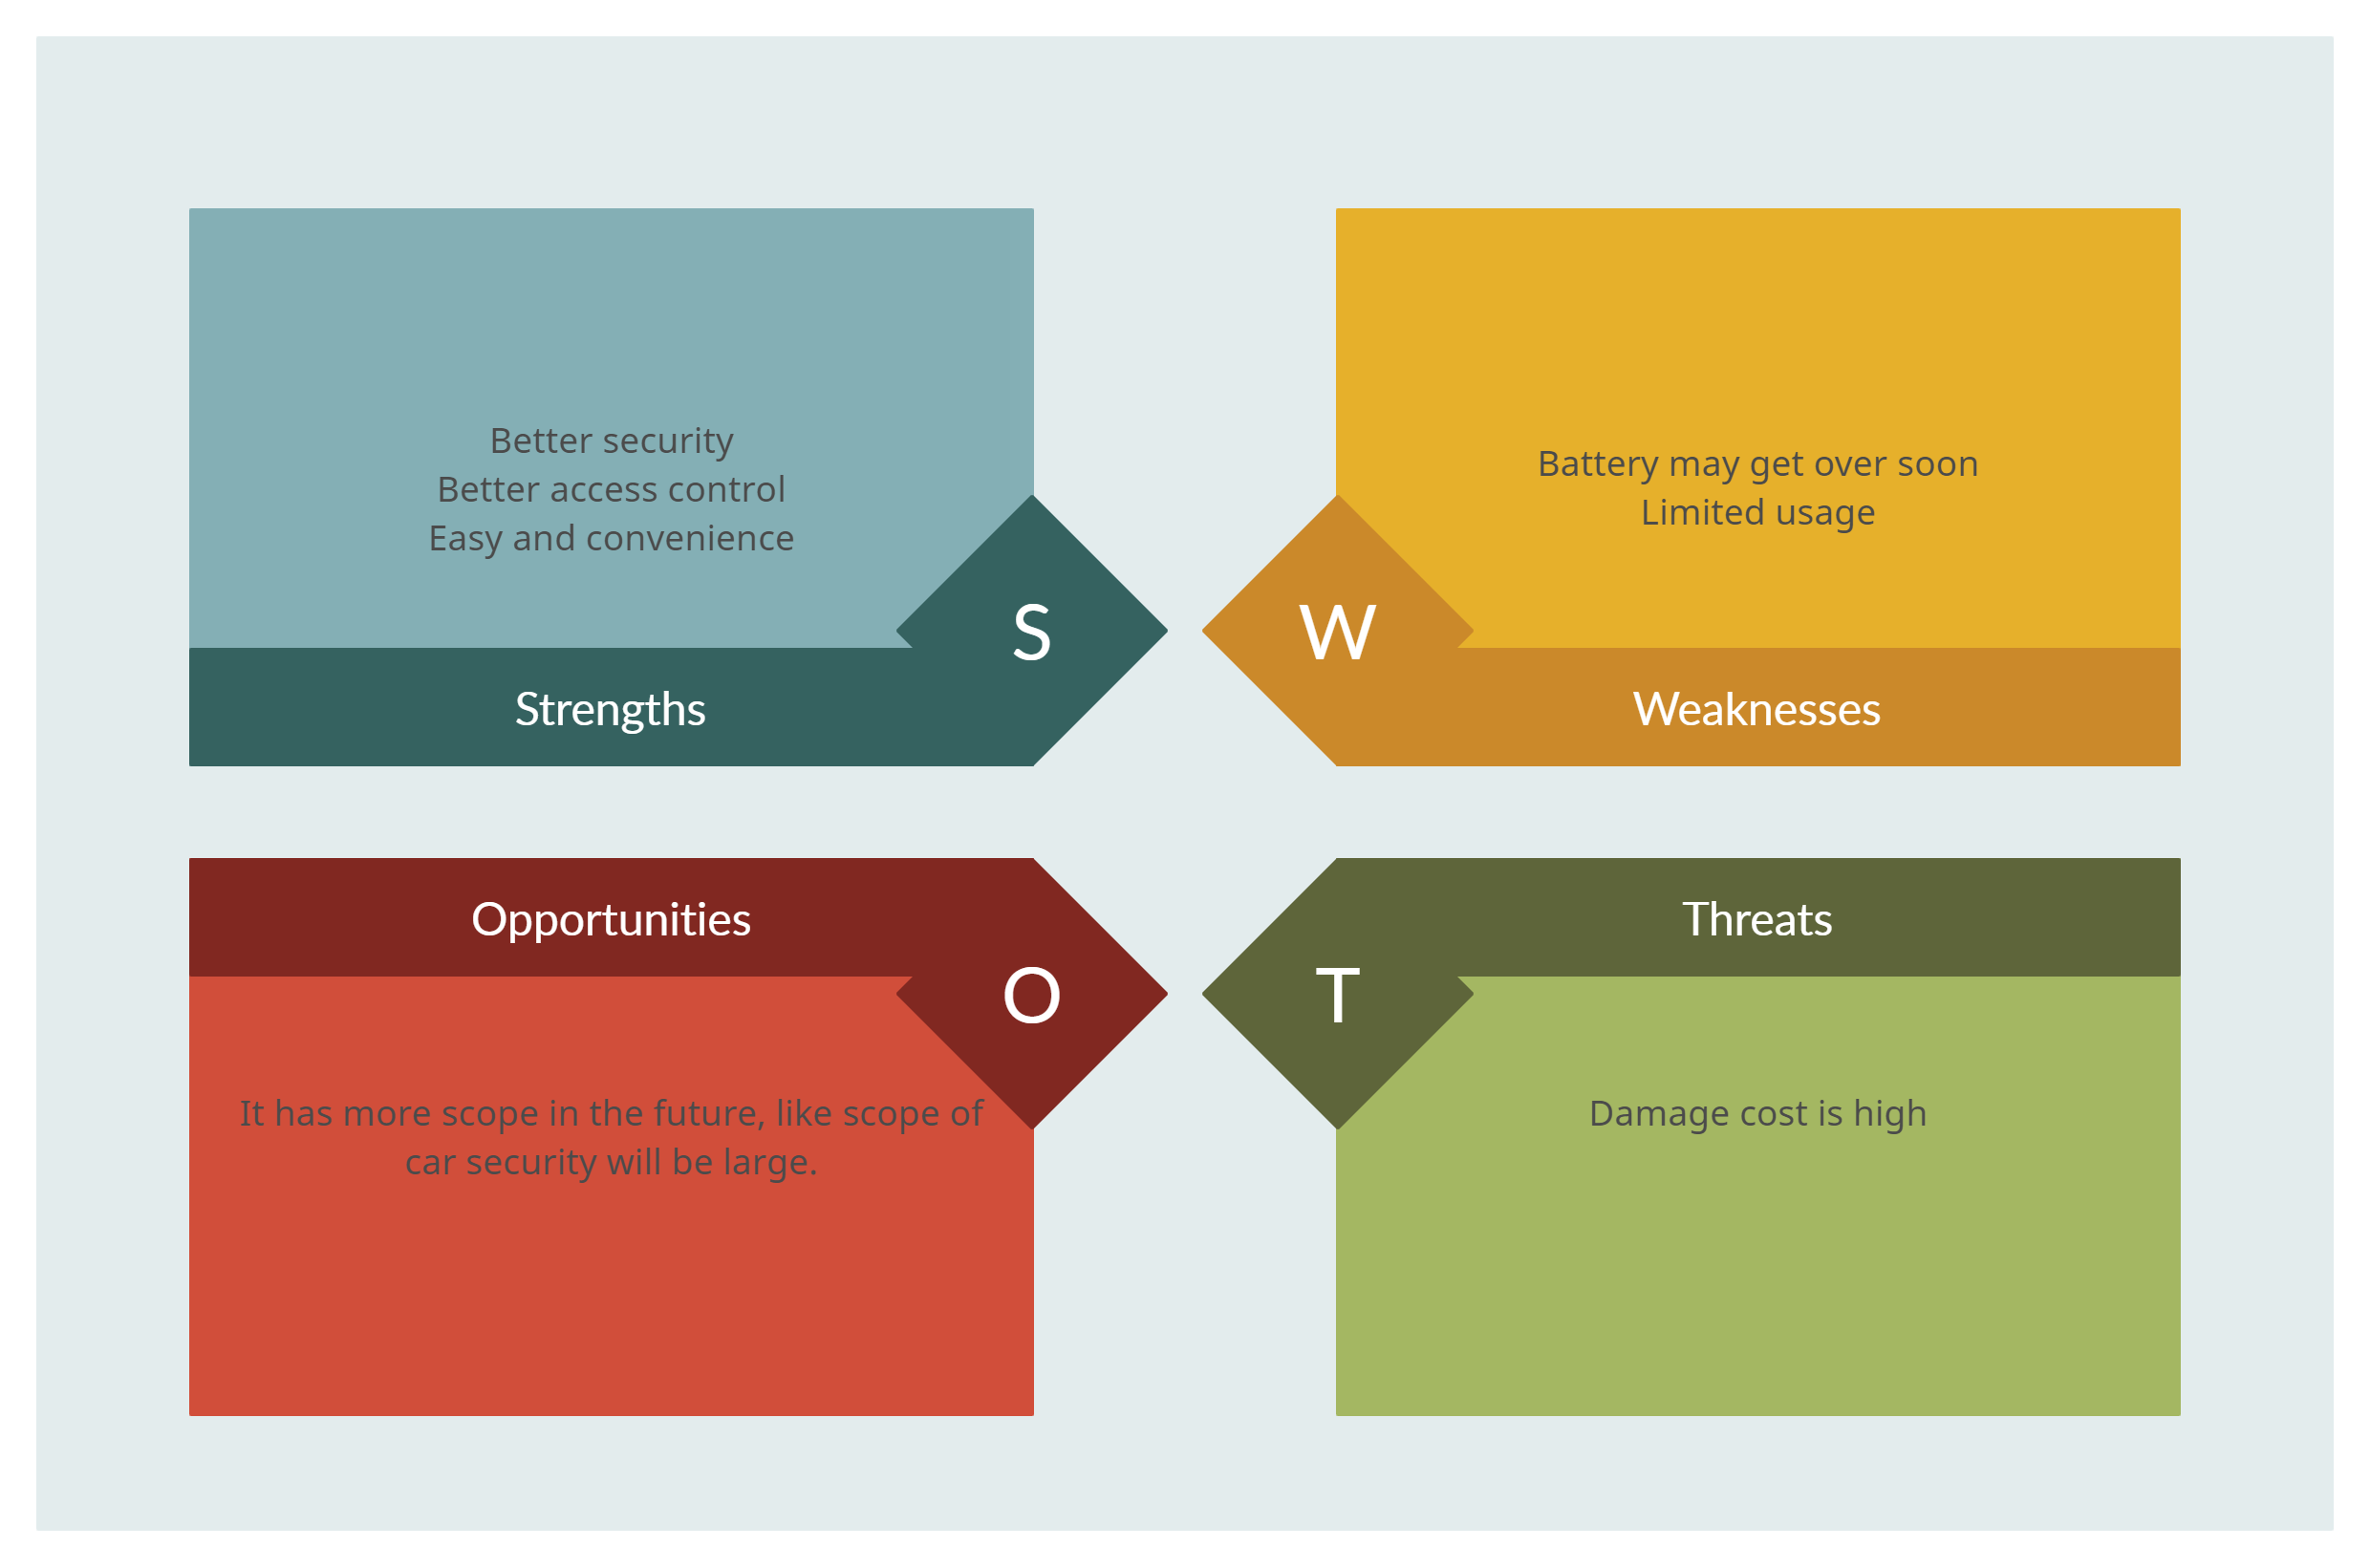 Better security
Better access control
Easy and convenience
S
Strengths
Battery may get over soon
Limited usage
W
Weaknesses
Opportunities
O
It has more scope in the future, like scope of
car security will be large.
Threats
T
Damage cost is high